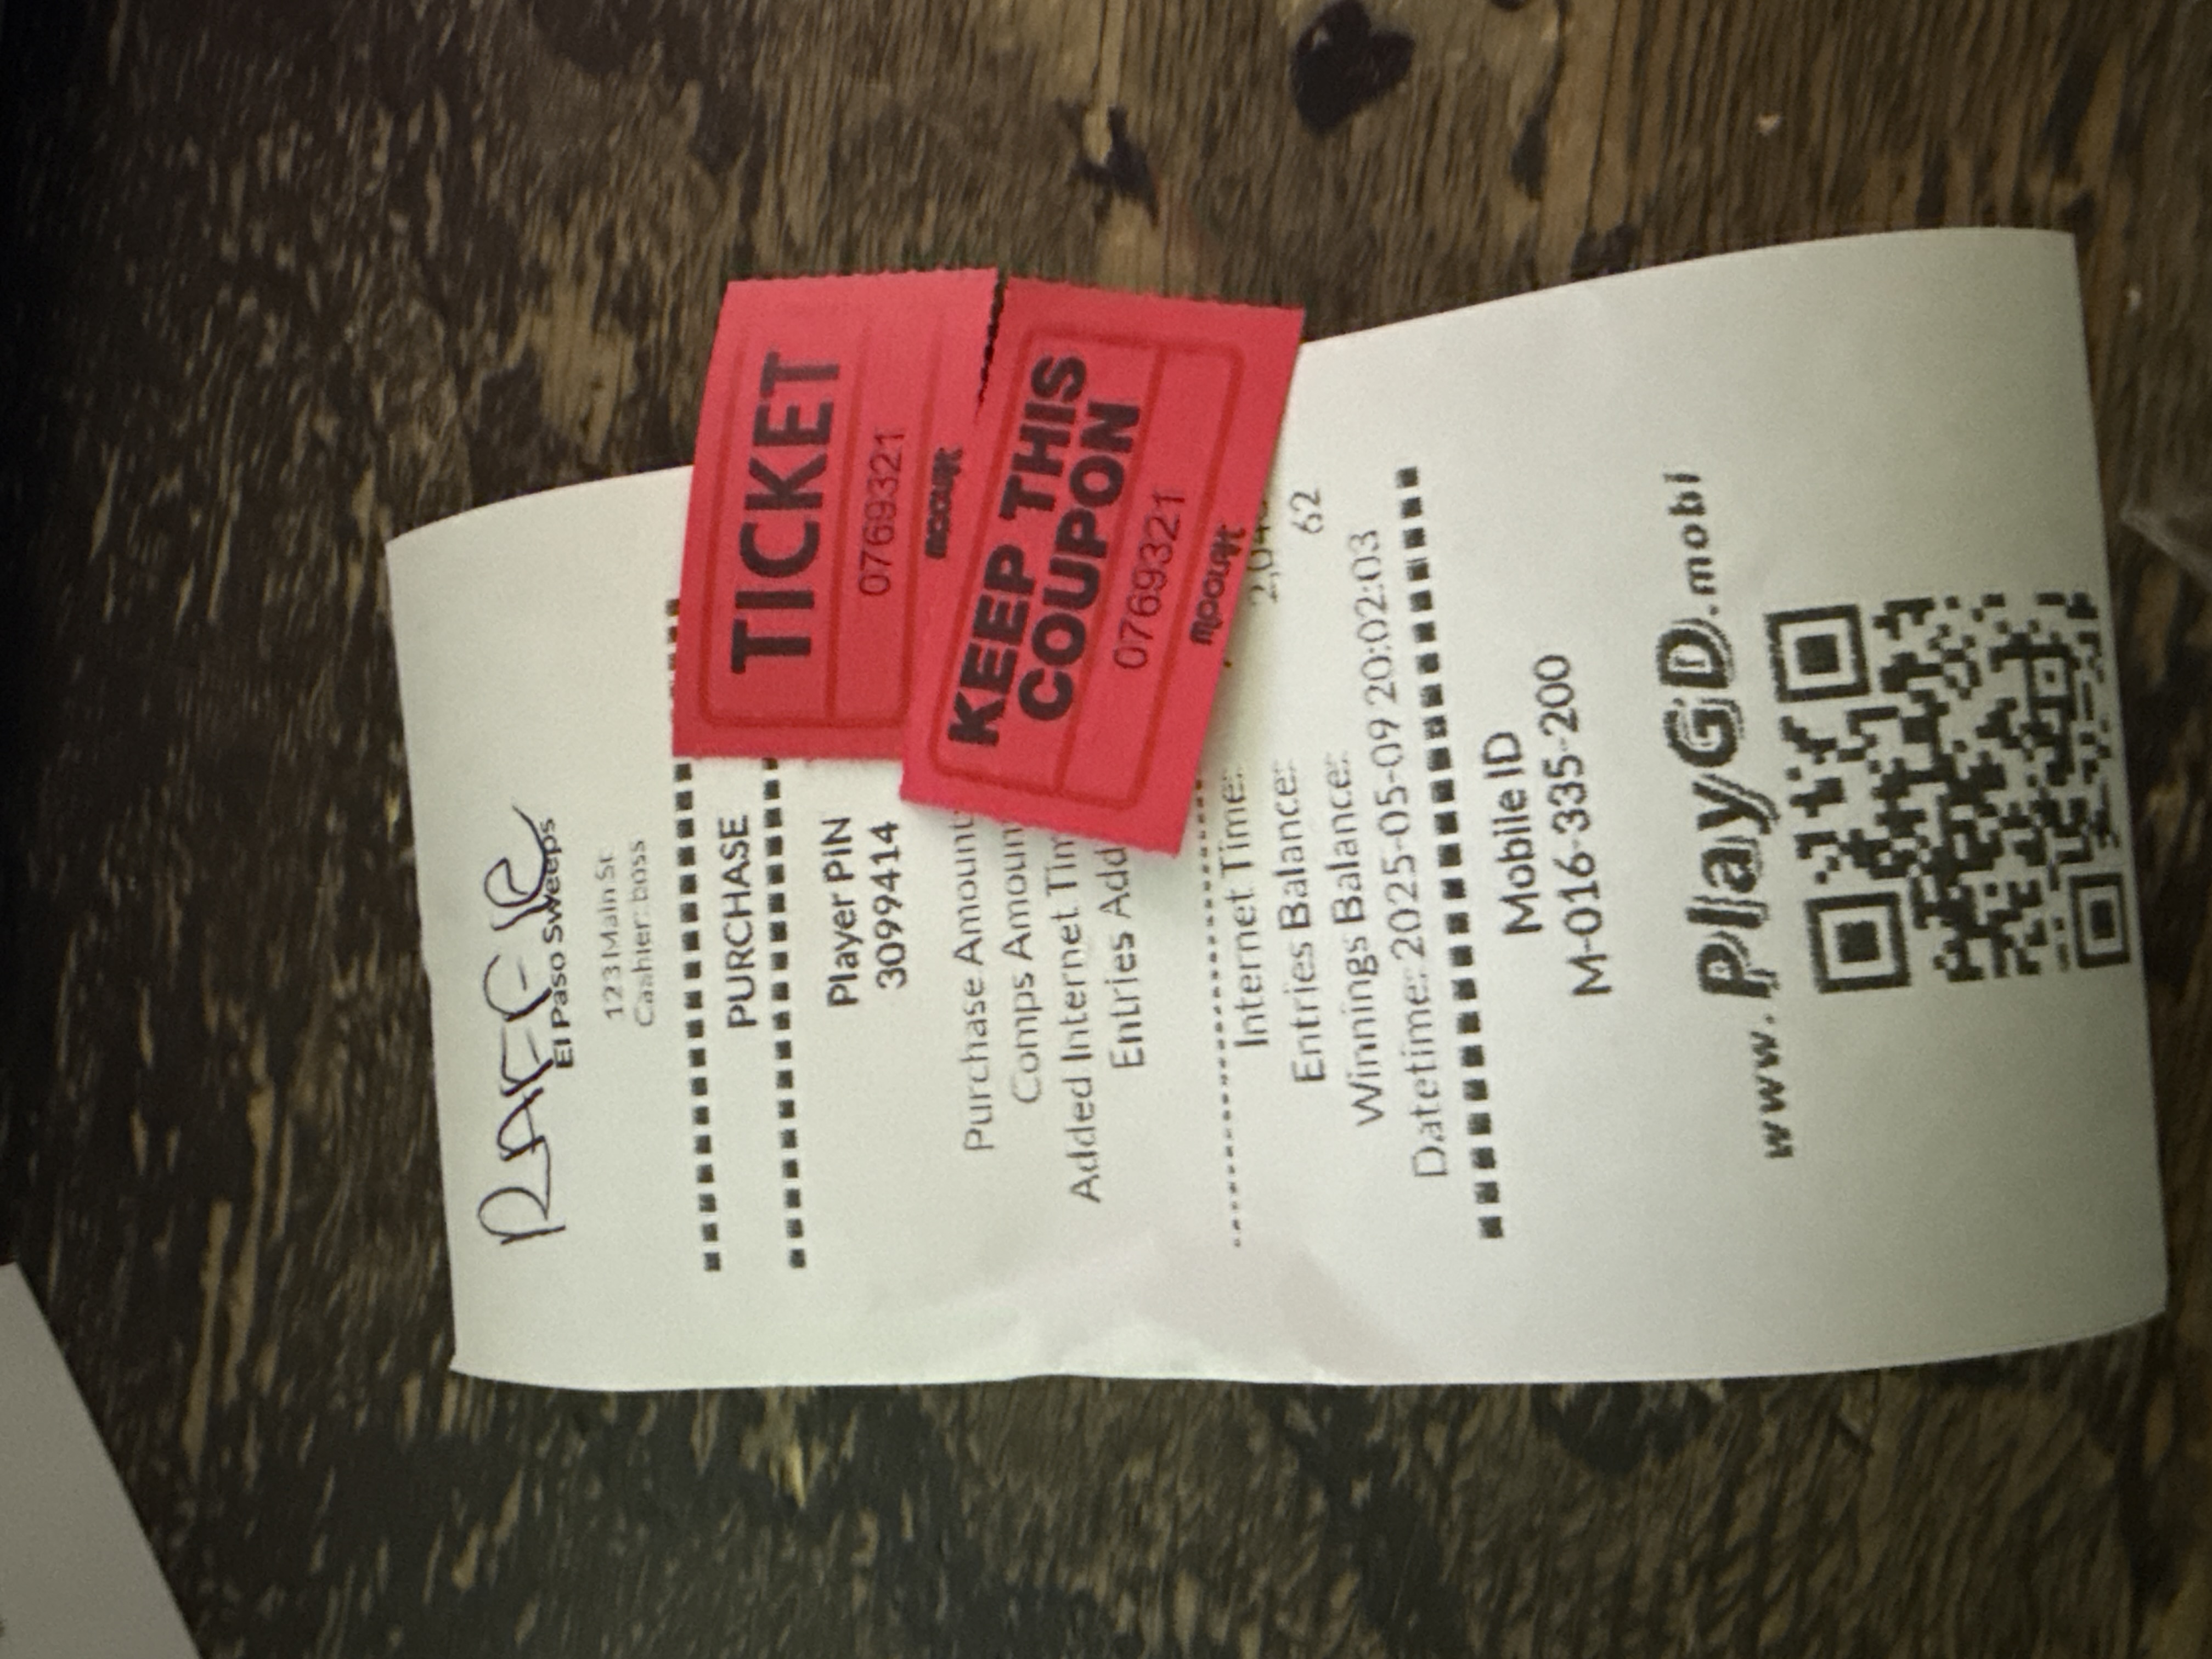 RAFFLE
El Paso Sweeps
123 Main St
Cashier: boss
PURCHASE
Player PIN
3099414
Purchase Amount
Comps Amoun
Added Internet Tim
Entries Add
Internet Time:
Entries Balance:
Winnings Balance: 62
Datetime: 2025-05-09 20:02:03
Mobile ID
M-016-335-200
www.PlayGD.mobi
TICKET
0769321
KEEP THIS
COUPON
0769321